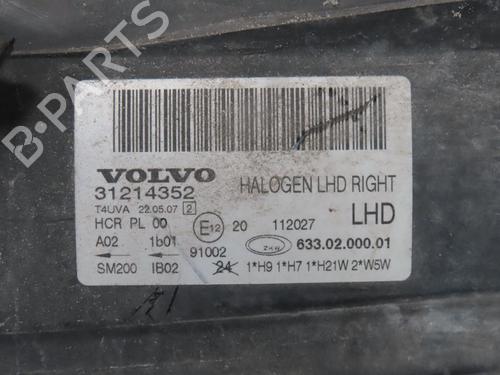 B-PARTS
VOLVO
31214352
HALOGEN LHD RIGHT
T4UVA 22.05.07 2
LHD
HCR PL 00
E12 20 112027
A02 1b01
91002 ZKW 633.02.000.01
SM200 IB02 24 1*H9 1*H7 1*H21W 2*W5W